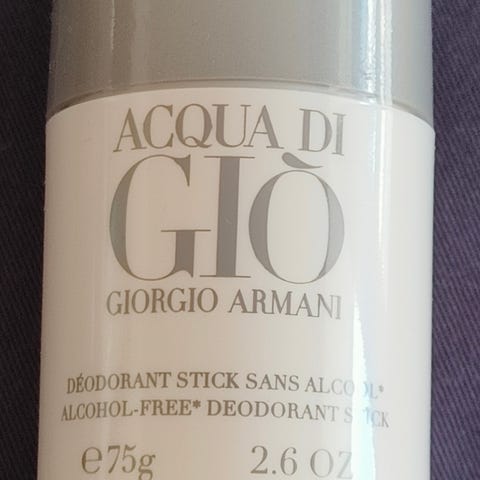 ACQUA DI
GIÒ
GIORGIO ARMANI
DÉODORANT STICK SANS ALCOOL*
ALCOHOL-FREE* DEODORANT STICK
℮75g 2.6 OZ